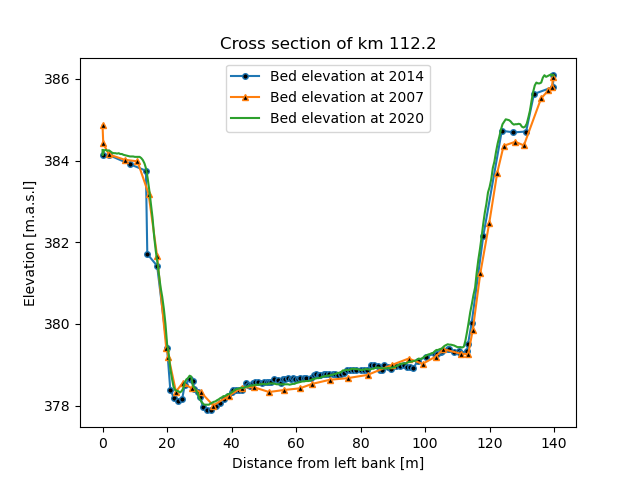 Cross section of km 112.2
Bed elevation at 2014
Bed elevation at 2007
Bed elevation at 2020
386
384
382
380
378
Elevation [m.a.s.l]
0 20 40 60 80 100 120 140
Distance from left bank [m]